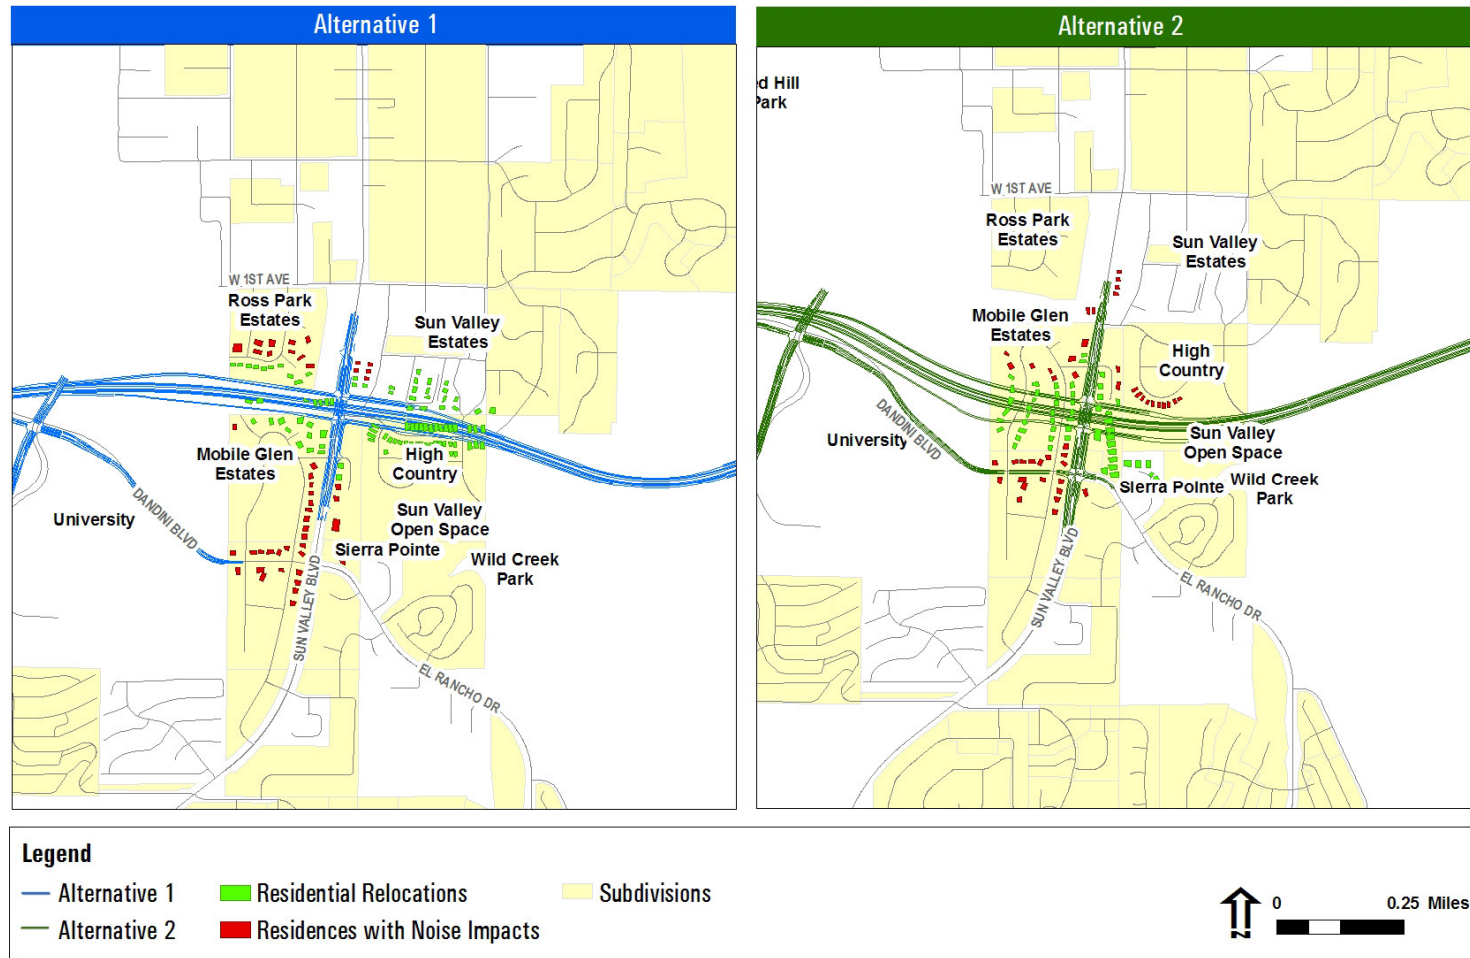 Alternative 1
W 1ST AVE
Ross Park
Estates
Sun Valley
Estates
Mobile Glen
Estates
High
Country
University
DANDINI BLVD
Sun Valley
Open Space
Sierra Pointe
Wild Creek
Park
SUN VALLEY BLVD
EL RANCHO DR
Alternative 2
ed Hill
Park
W 1ST AVE
Ross Park
Estates
Sun Valley
Estates
Mobile Glen
Estates
High
Country
DANDINI BLVD
University
Sun Valley
Open Space
Sierra Pointe
Wild Creek
Park
SUN VALLEY BLVD
EL RANCHO DR
Legend
Alternative 1
Residential Relocations
Subdivisions
Alternative 2
Residences with Noise Impacts
N
0
0.25 Miles